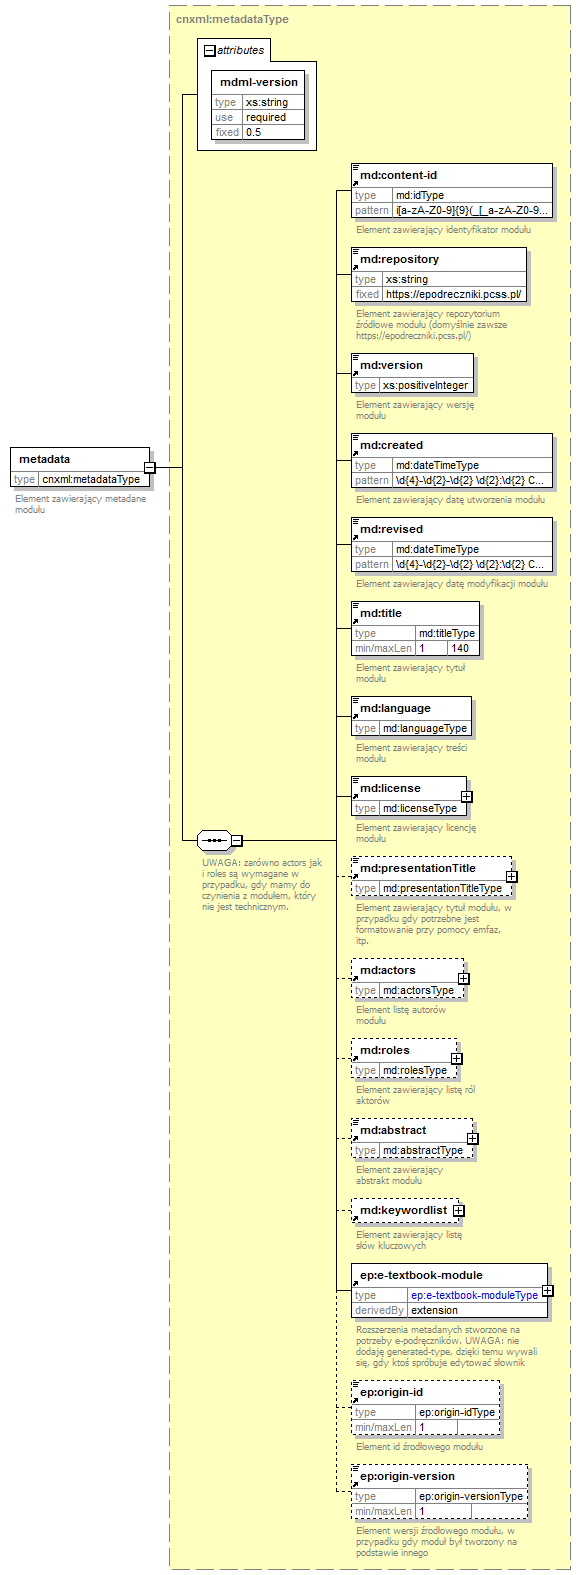 cnxml:metadataType
attributes
mdml-version
type xs:string
use required
fixed 0.5
md:content-id
type md:idType
pattern i[a-zA-Z0-9]{9}(_[_a-zA-Z0-9...
Element zawierający identyfikator modułu
md:repository
type xs:string
fixed https://epodreczniki.pcss.pl/
Element zawierający repozytorium
źródłowe modułu (domyślnie zawsze
https://epodreczniki.pcss.pl/)
md:version
type xs:positiveInteger
Element zawierający wersję
modułu
md:created
type md:dateTimeType
pattern \d{4}-\d{2}-\d{2} \d{2}:\d{2} C...
Element zawierający datę utworzenia modułu
metadata
type cnxml:metadataType
Element zawierający metadane
modułu
md:revised
type md:dateTimeType
pattern \d{4}-\d{2}-\d{2} \d{2}:\d{2} C...
Element zawierający datę modyfikacji modułu
md:title
type md:titleType
min/maxLen 1 140
Element zawierający tytuł
modułu
md:language
type md:languageType
Element zawierający treści
modułu
md:license
type md:licenseType
Element zawierający licencję
modułu
UWAGA: zarówno actors jak
i roles są wymagane w
przypadku, gdy mamy do
czynienia z modułem, który
nie jest technicznym.
md:presentationTitle
type md:presentationTitleType
Element zawierający tytuł modułu, w
przypadku gdy potrzebne jest
formatowanie przy pomocy emfaz,
itp.
md:actors
type md:actorsType
Element listę autorów
modułu
md:roles
type md:rolesType
Element zawierający listę ról
aktorów
md:abstract
type md:abstractType
Element zawierający
abstrakt modułu
md:keywordlist
Element zawierający listę
słów kluczowych
ep:e-textbook-module
type ep:e-textbook-moduleType
derivedBy extension
Rozszerzenia metadanych stworzone na
potrzeby e-podręczników. UWAGA: nie
dodaję generated-type, dzięki temu wywali
się, gdy ktoś spróbuje edytować słownik
ep:origin-id
type ep:origin-idType
min/maxLen 1
Element id źrodłowego modułu
ep:origin-version
type ep:origin-versionType
min/maxLen 1
Element wersji źrodłowego modułu, w
przypadku gdy moduł był tworzony na
podstawie innego